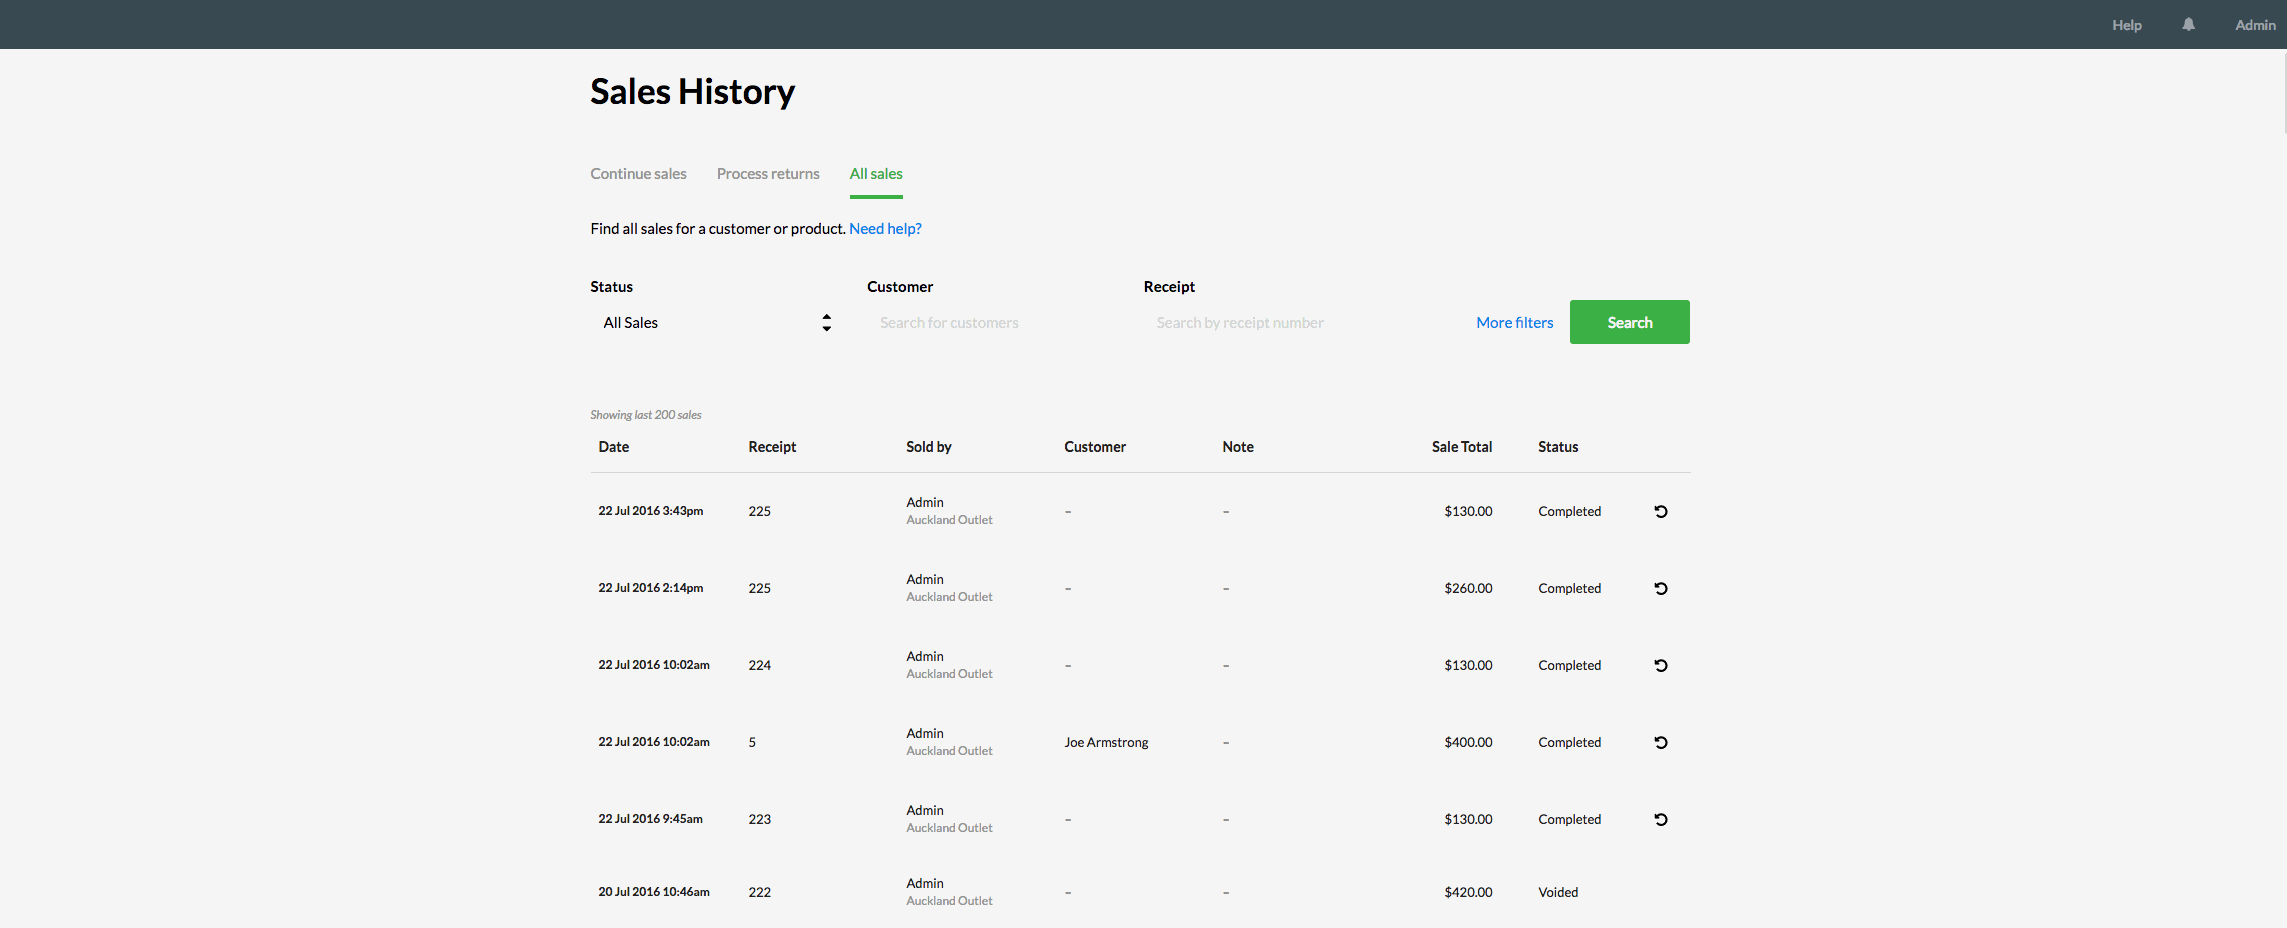 Help Admin
Sales History
Continue sales Process returns All sales
Find all sales for a customer or product. Need help?
Status Customer Receipt
All Sales Search for customers Search by receipt number More filters Search
Showing last 200 sales
Date Receipt Sold by Customer Note Sale Total Status
22 Jul 2016 3:43pm 225 Admin – – $130.00 Completed
Auckland Outlet
22 Jul 2016 2:14pm 225 Admin – – $260.00 Completed
Auckland Outlet
22 Jul 2016 10:02am 224 Admin – – $130.00 Completed
Auckland Outlet
22 Jul 2016 10:02am 5 Admin Joe Armstrong – $400.00 Completed
Auckland Outlet
22 Jul 2016 9:45am 223 Admin – – $130.00 Completed
Auckland Outlet
20 Jul 2016 10:46am 222 Admin – – $420.00 Voided
Auckland Outlet